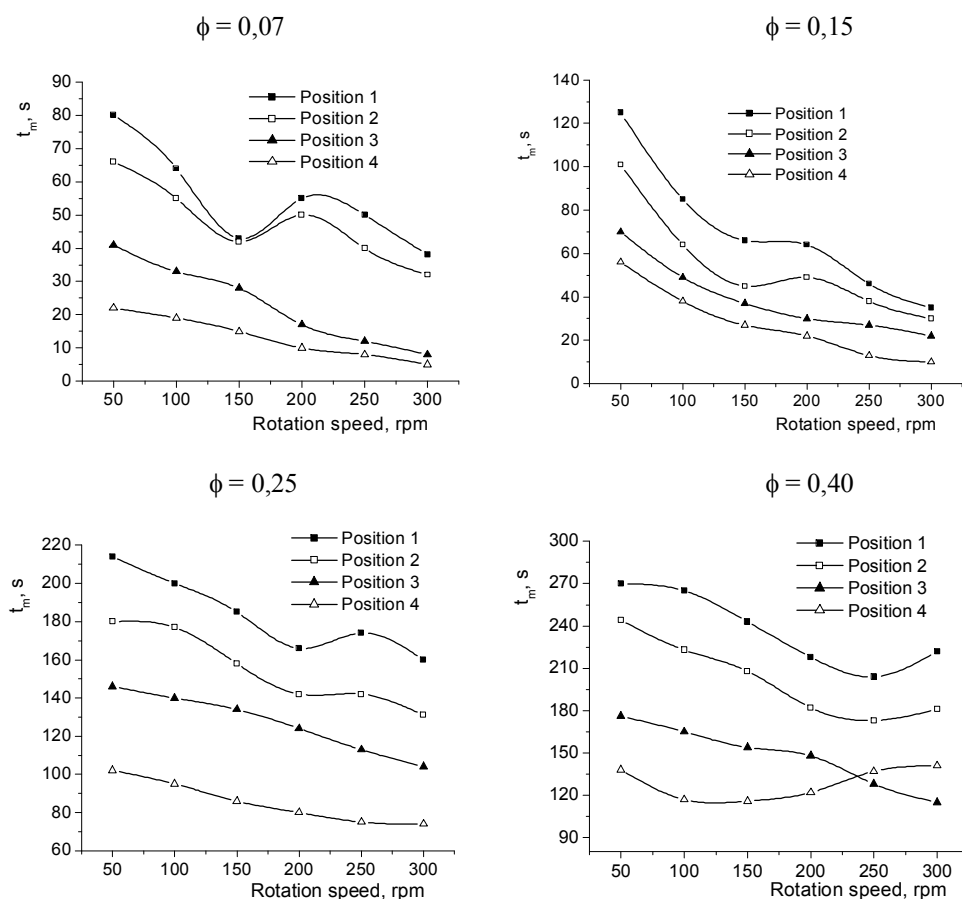 ϕ = 0,07
90
80
70
60
50
40
30
20
10
0
t_m, s
Position 1
Position 2
Position 3
Position 4
50 100 150 200 250 300
Rotation speed, rpm
ϕ = 0,15
140
120
100
80
60
40
20
0
t_m, s
Position 1
Position 2
Position 3
Position 4
50 100 150 200 250 300
Rotation speed, rpm
ϕ = 0,25
220
200
180
160
140
120
100
80
60
t_m, s
Position 1
Position 2
Position 3
Position 4
50 100 150 200 250 300
Rotation speed, rpm
ϕ = 0,40
300
270
240
210
180
150
120
90
t_m, s
Position 1
Position 2
Position 3
Position 4
50 100 150 200 250 300
Rotation speed, rpm